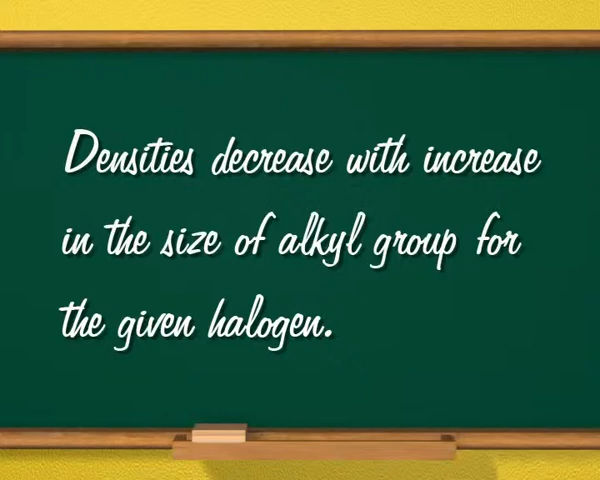 Densities decrease with increase
in the size of alkyl group for
the given halogen.